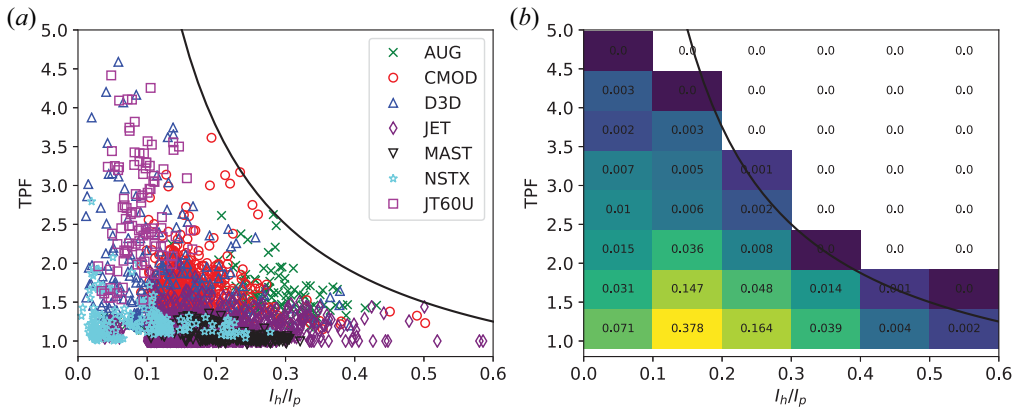 (a)
5.0
4.5
4.0
3.5
3.0
2.5
2.0
1.5
1.0
TPF
AUG
CMOD
D3D
JET
MAST
NSTX
JT60U
0.0 0.1 0.2 0.3 0.4 0.5 0.6
I_h/I_p
(b)
5.0
4.5
4.0
3.5
3.0
2.5
2.0
1.5
1.0
TPF
0.0 0.0 0.0 0.0 0.0 0.0
0.003 0.0 0.0 0.0 0.0 0.0
0.002 0.003 0.0 0.0 0.0 0.0
0.007 0.005 0.001 0.0 0.0 0.0
0.01 0.006 0.002 0.0 0.0 0.0
0.015 0.036 0.008 0.0 0.0 0.0
0.031 0.147 0.048 0.014 0.001 0.0
0.071 0.378 0.164 0.039 0.004 0.002
0.0 0.1 0.2 0.3 0.4 0.5 0.6
I_h/I_p